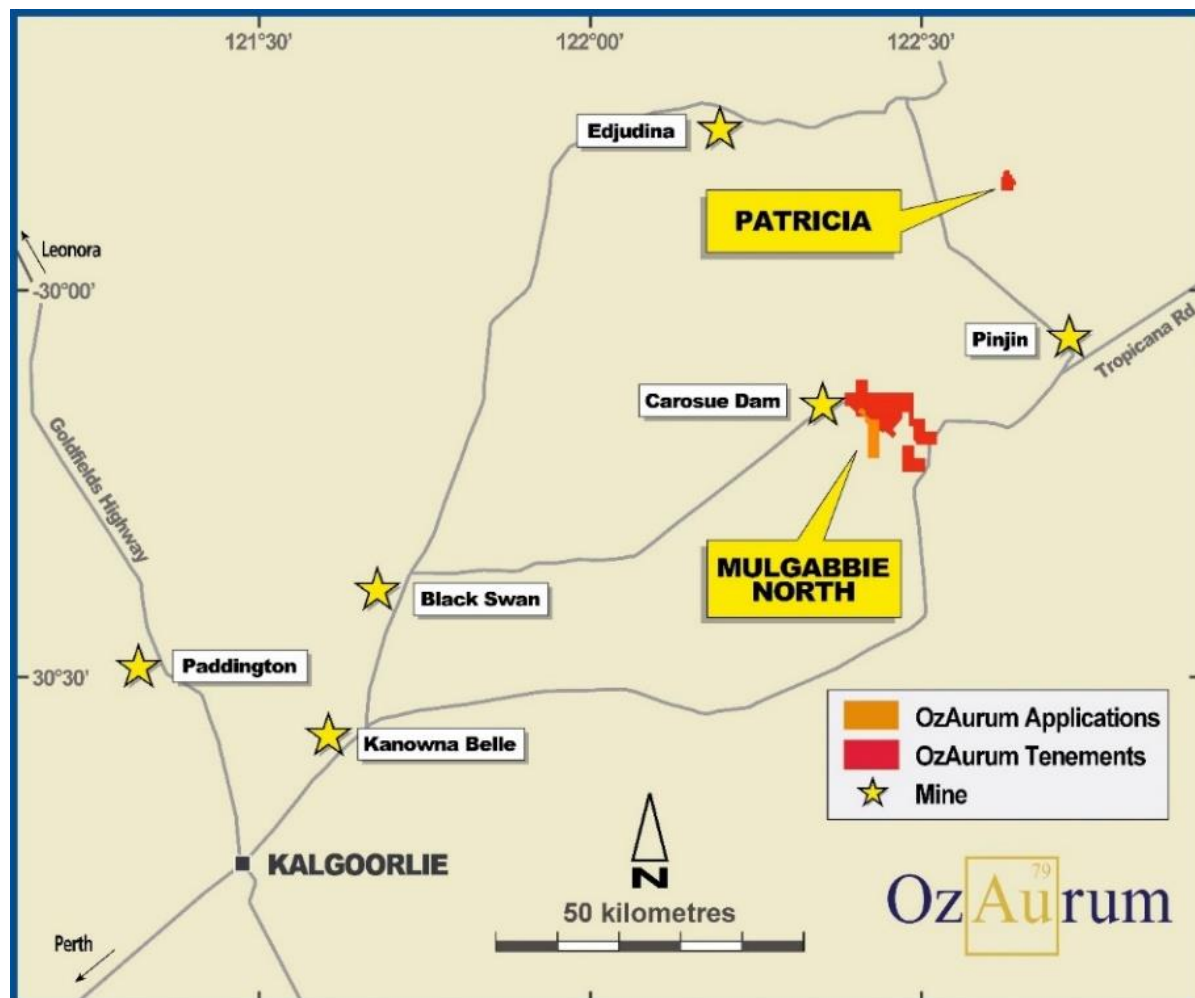 121°30’
122°00’
122°30’
Edjudina
PATRICIA
Leonora
-30°00’
Pinjin
Tropicana Rd
Carosue Dam
Goldfields Highway
MULGABBIE
NORTH
Black Swan
Paddington
30°30’
Kanowna Belle
OzAurum Applications
OzAurum Tenements
Mine
KALGOORLIE
N
50 kilometres
79
OzAurum
Perth